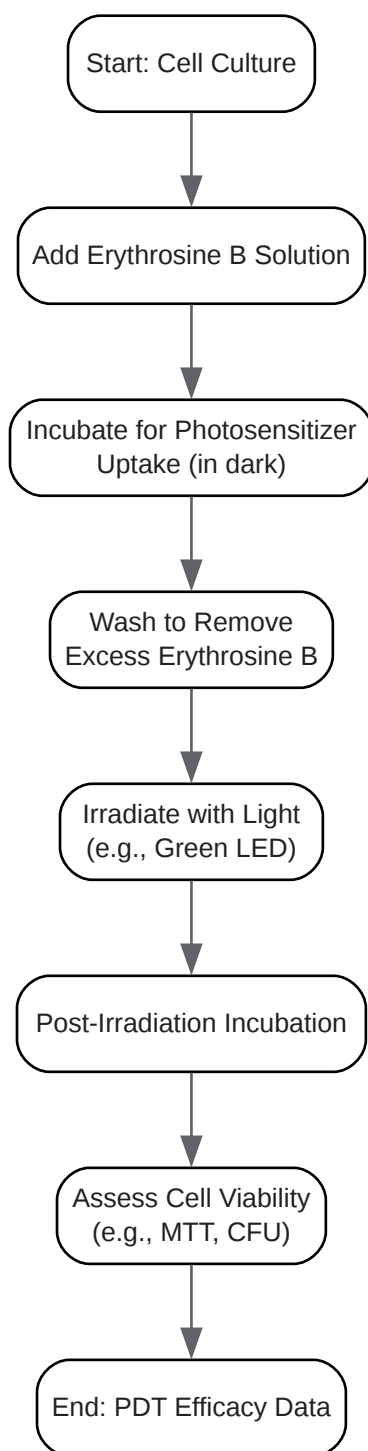 Start: Cell Culture
Add Erythrosine B Solution
Incubate for Photosensitizer
Uptake (in dark)
Wash to Remove
Excess Erythrosine B
Irradiate with Light
(e.g., Green LED)
Post-Irradiation Incubation
Assess Cell Viability
(e.g., MTT, CFU)
End: PDT Efficacy Data